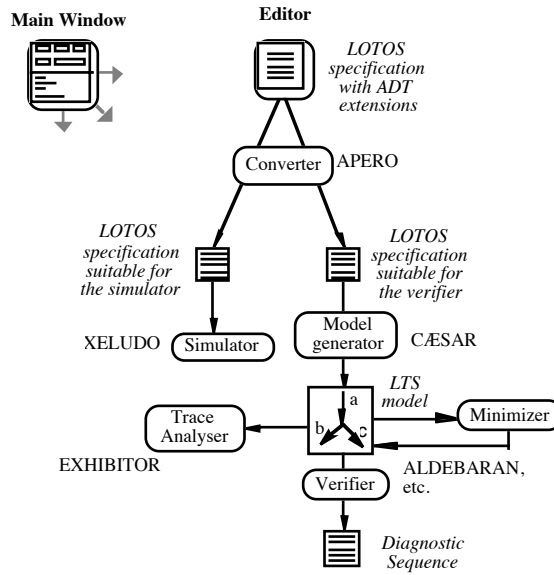 Main Window
Editor
LOTOS
specification
with ADT
extensions
Converter
APERO
LOTOS
specification
suitable for
the simulator
LOTOS
specification
suitable for
the verifier
XELUDO
Simulator
Model
generator
CÆSAR
a
b
c
LTS
model
Minimizer
Trace
Analyser
EXHIBITOR
ALDEBARAN,
etc.
Verifier
Diagnostic
Sequence